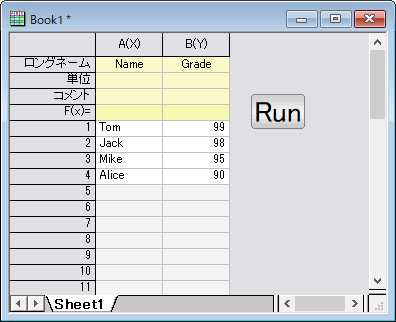 Book1 *
A(X) B(Y)
ロングネーム Name Grade
単位
コメント
F(x)=
1 Tom 99
2 Jack 98
3 Mike 95
4 Alice 90
5
6
7
8
9
10
11
Run
Sheet1